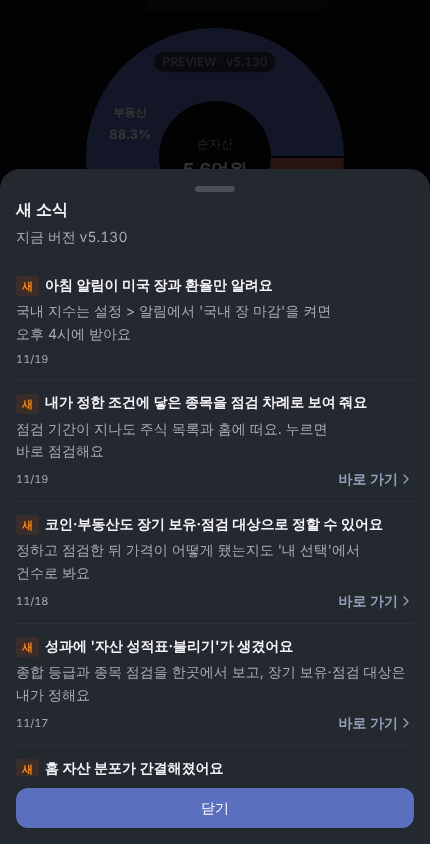 PREVIEW · v5.130
부동산
88.3%
순자산
새 소식
지금 버전 v5.130
새 아침 알림이 미국 장과 환율만 알려요
국내 지수는 설정 > 알림에서 '국내 장 마감'을 켜면
오후 4시에 받아요
11/19
새 내가 정한 조건에 닿은 종목을 점검 차례로 보여 줘요
점검 기간이 지나도 주식 목록과 홈에 떠요. 누르면
바로 점검해요
11/19 바로 가기 >
새 코인·부동산도 장기 보유·점검 대상으로 정할 수 있어요
정하고 점검한 뒤 가격이 어떻게 됐는지도 '내 선택'에서
건수로 봐요
11/18 바로 가기 >
새 성과에 '자산 성적표·불리기'가 생겼어요
종합 등급과 종목 점검을 한곳에서 보고, 장기 보유·점검 대상은
내가 정해요
11/17 바로 가기 >
새 홈 자산 분포가 간결해졌어요
닫기